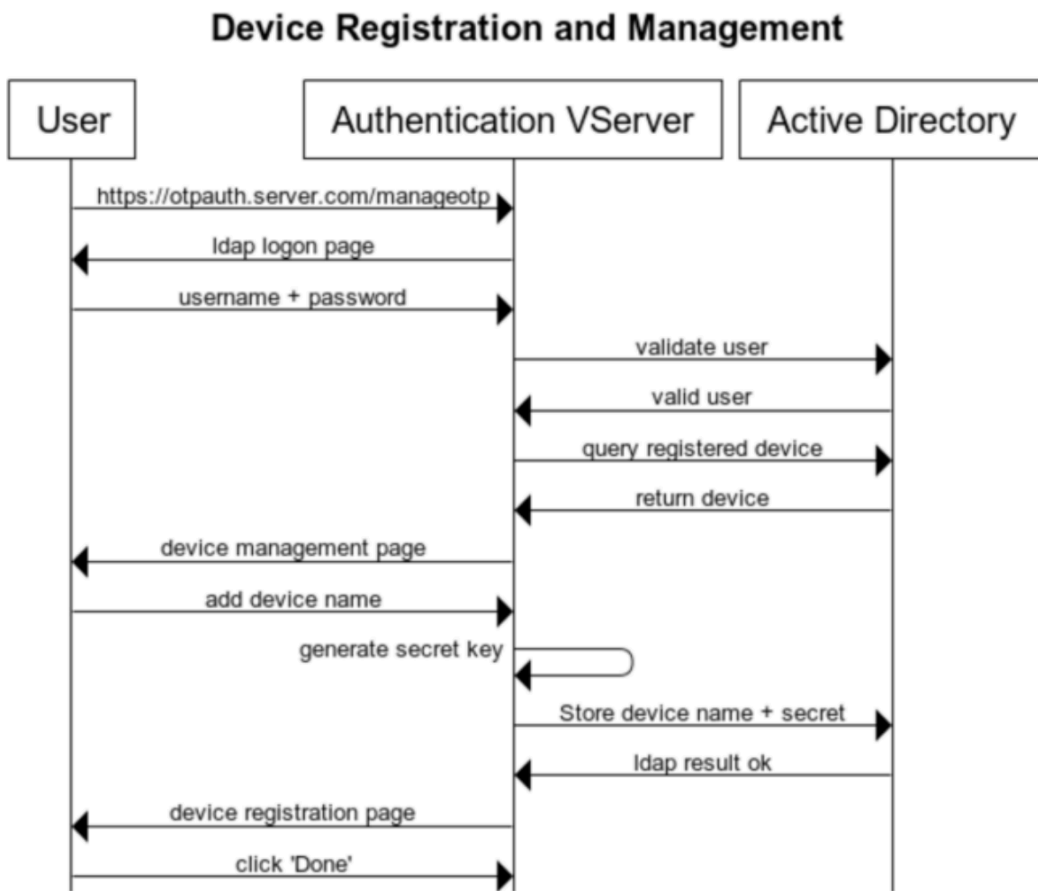 Device Registration and Management
User
Authentication VServer
Active Directory
https://otpauth.server.com/manageotp
ldap logon page
username + password
validate user
valid user
query registered device
return device
device management page
add device name
generate secret key
Store device name + secret
ldap result ok
device registration page
click 'Done'